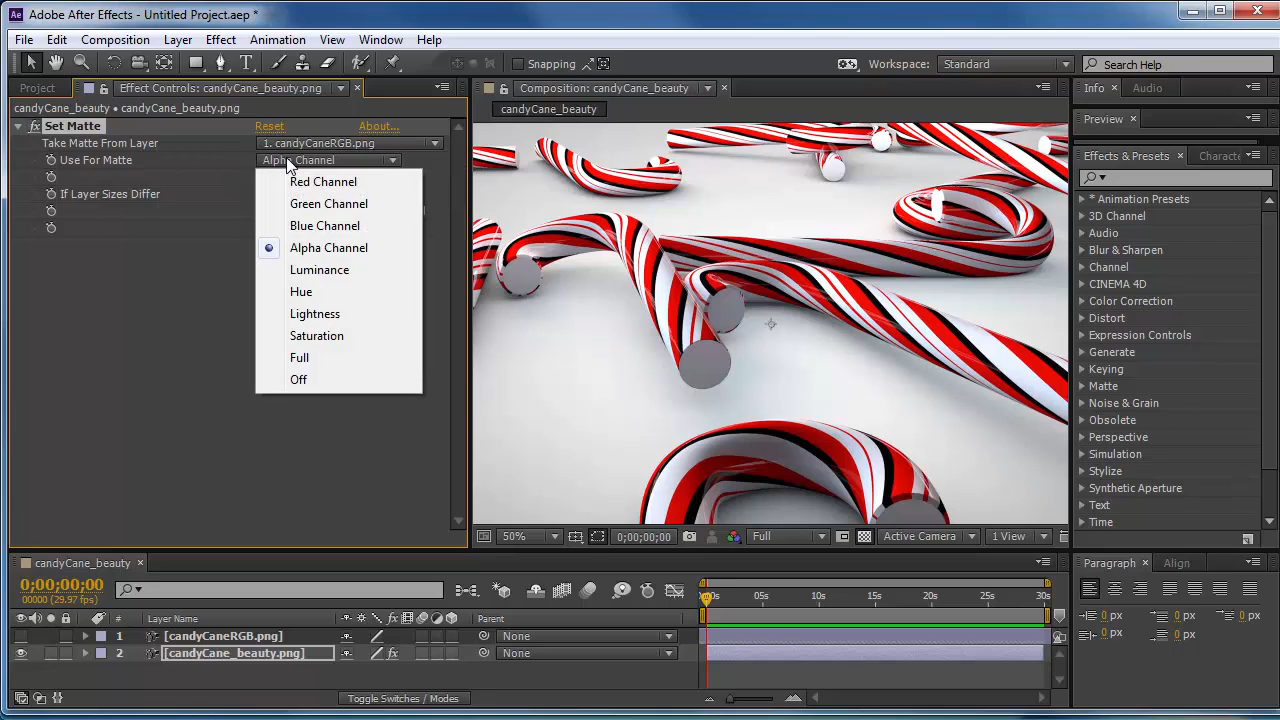 Ae Adobe After Effects - Untitled Project.aep *
File Edit Composition Layer Effect Animation View Window Help
Snapping Workspace: Standard Search Help
Project Effect Controls: candyCane_beauty.png
candyCane_beauty • candyCane_beauty.png
fx Set Matte Reset About...
Take Matte From Layer 1. candyCaneRGB.png
Use For Matte Alpha Channel
If Layer Sizes Differ
Red Channel
Green Channel
Blue Channel
Alpha Channel
Luminance
Hue
Lightness
Saturation
Full
Off
Composition: candyCane_beauty
candyCane_beauty
50% 0;00;00;00 Full Active Camera 1 View
Info Audio
Preview
Effects & Presets
* Animation Presets
3D Channel
Audio
Blur & Sharpen
Channel
CINEMA 4D
Color Correction
Distort
Expression Controls
Generate
Keying
Matte
Noise & Grain
Obsolete
Perspective
Simulation
Stylize
Synthetic Aperture
Text
Time
candyCane_beauty
0;00;00;00
00000 (29.97 fps)
# Layer Name Parent
1 [candyCaneRGB.png] None
2 [candyCane_beauty.png] fx None
05s 10s 15s 20s 25s 30s
Toggle Switches / Modes
Paragraph Align
0 px 0 px 0 px
0 px 0 px